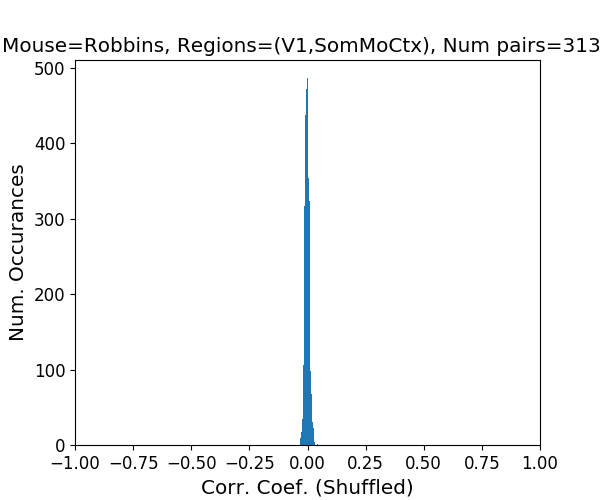 Mouse=Robbins, Regions=(V1,SomMoCtx), Num pairs=313
500
400
300
200
100
0
Num. Occurances
−1.00 −0.75 −0.50 −0.25 0.00 0.25 0.50 0.75 1.00
Corr. Coef. (Shuffled)